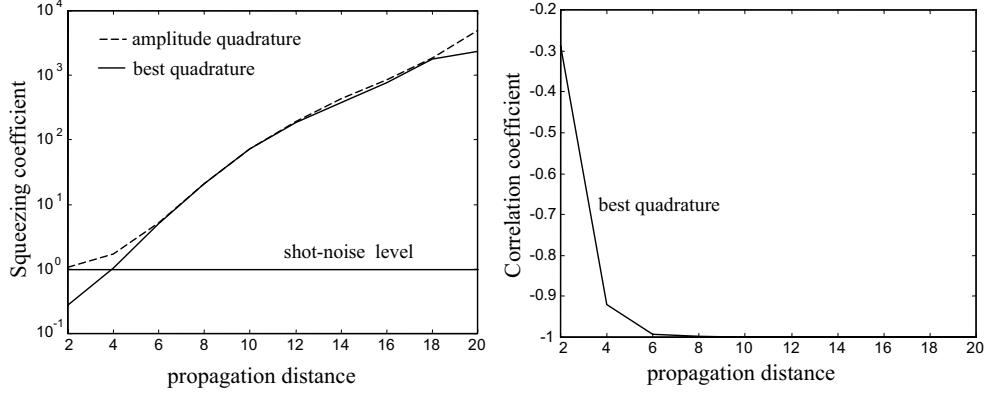 10^4
10^3
10^2
10^1
10^0
10^-1
Squeezing coefficient
amplitude quadrature
best quadrature
shot-noise level
2 4 6 8 10 12 14 16 18 20
propagation distance
-0.2
-0.3
-0.4
-0.5
-0.6
-0.7
-0.8
-0.9
-1
Correlation coefficient
best quadrature
2 4 6 8 10 12 14 16 18 20
propagation distance